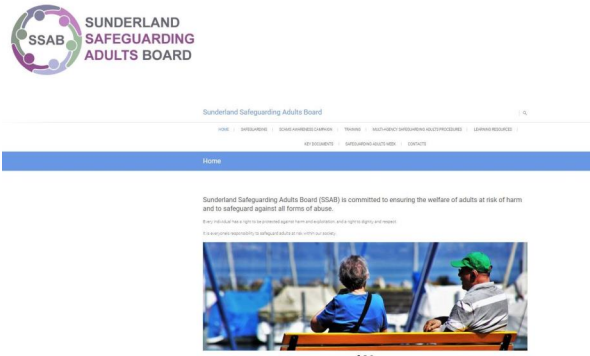 SSAB
SUNDERLAND
SAFEGUARDING
ADULTS BOARD
Sunderland Safeguarding Adults Board
HOME | SAFEGUARDING | SCAMS AWARENESS CAMPAIGN | TRAINING | MULTI-AGENCY SAFEGUARDING ADULTS PROCEDURES | LEARNING RESOURCES |
KEY DOCUMENTS | SAFEGUARDING ADULTS WEEK | CONTACTS
Home
Sunderland Safeguarding Adults Board (SSAB) is committed to ensuring the welfare of adults at risk of harm
and to safeguard against all forms of abuse.
Every individual has a right to be protected against harm and exploitation, and a right to dignity and respect.
It is everyone's responsibility to safeguard adults at risk within our society.